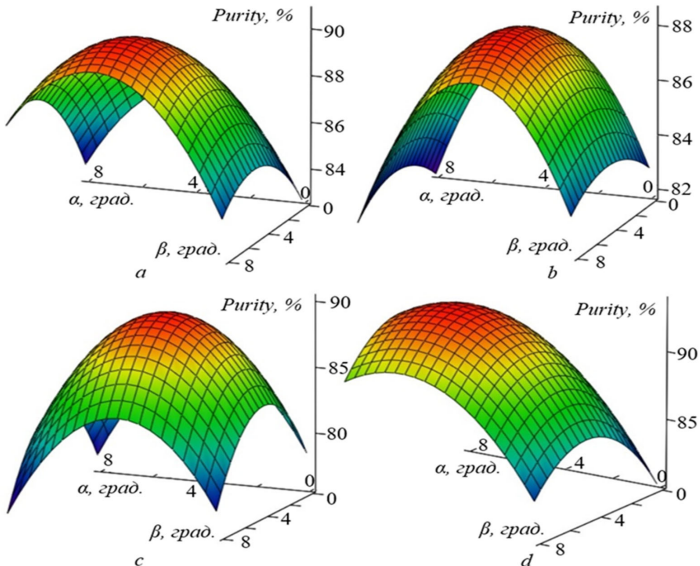 Purity, %
90
88
86
84
0
8
4
0
α, град.
4
β, град.
8
a
Purity, %
88
86
84
82
0
8
4
0
α, град.
4
β, град.
8
b
Purity, %
90
85
80
0
8
4
0
α, град.
4
β, град.
8
c
Purity, %
90
85
0
8
4
0
α, град.
4
β, град.
8
d